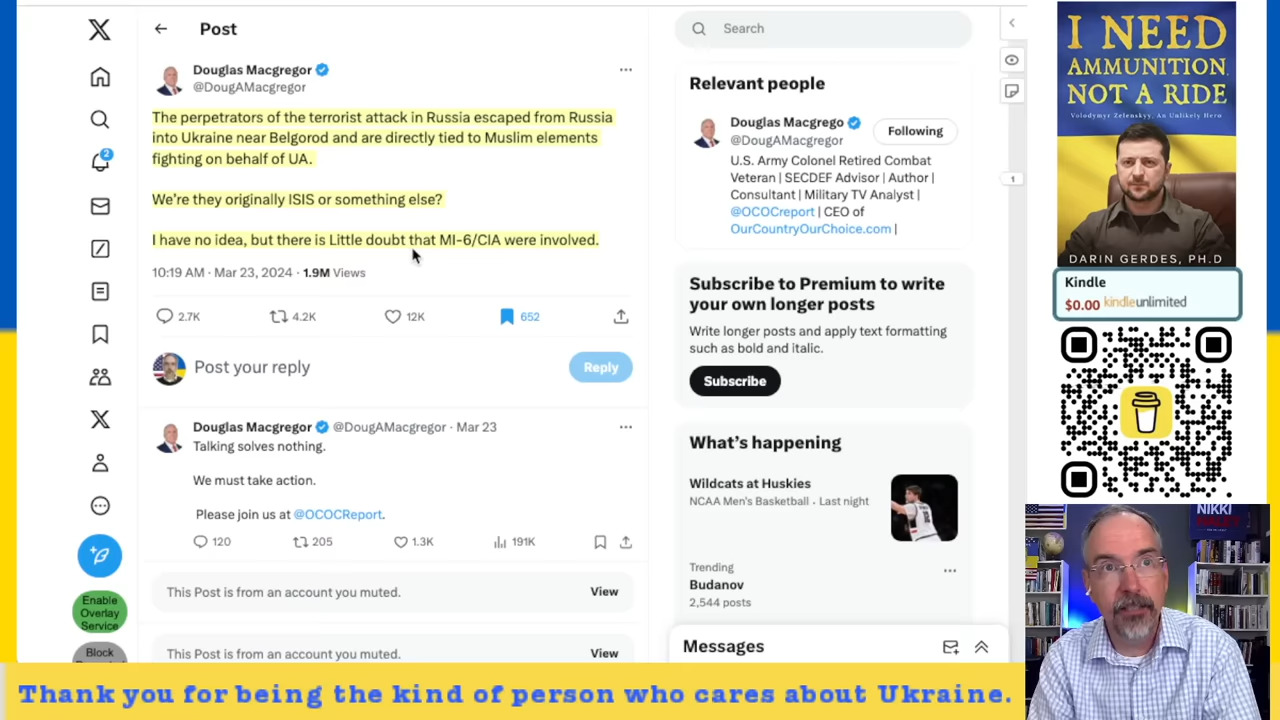 Post
Douglas Macgregor
@DougAMacgregor
The perpetrators of the terrorist attack in Russia escaped from Russia
into Ukraine near Belgorod and are directly tied to Muslim elements
fighting on behalf of UA.
We're they originally ISIS or something else?
I have no idea, but there is Little doubt that MI-6/CIA were involved.
10:19 AM · Mar 23, 2024 · 1.9M Views
2.7K
4.2K
12K
652
Post your reply
Reply
Douglas Macgregor @DougAMacgregor · Mar 23
Talking solves nothing.
We must take action.
Please join us at @OCOCReport.
120
205
1.3K
191K
This Post is from an account you muted.
View
This Post is from an account you muted.
View
2
Enable
Overlay
Service
Block
Search
Relevant people
Douglas Macgrego
@DougAMacgregor
Following
U.S. Army Colonel Retired Combat
Veteran | SECDEF Advisor | Author |
Consultant | Military TV Analyst |
@OCOCreport | CEO of
OurCountryOurChoice.com |
Subscribe to Premium to write
your own longer posts
Write longer posts and apply text formatting
such as bold and italic.
Subscribe
What's happening
Wildcats at Huskies
NCAA Men's Basketball · Last night
Trending
Budanov
2,544 posts
Messages
1
I NEED
AMMUNITION,
NOT A RIDE
Volodymyr Zelenskyy, An Unlikely Hero
DARIN GERDES, PH.D
Kindle
$0.00 kindleunlimited
NIKKI
Thank you for being the kind of person who cares about Ukraine.